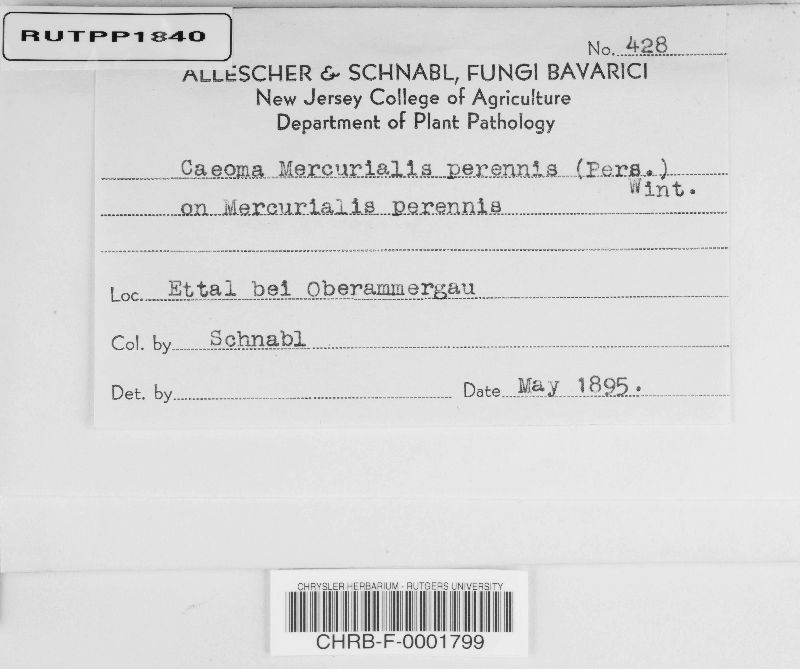 RUTPP1840
No. 428
ALLESCHER & SCHNABL, FUNGI BAVARICI
New Jersey College of Agriculture
Department of Plant Pathology
Caeoma Mercurialis perennis (Pers.)
Wint.
on Mercurialis perennis
Loc. Ettal bei Oberammergau
Col. by Schnabl
Det. by
Date May 1895.
CHRYSLER HERBARIUM - RUTGERS UNIVERSITY
CHRB-F-0001799